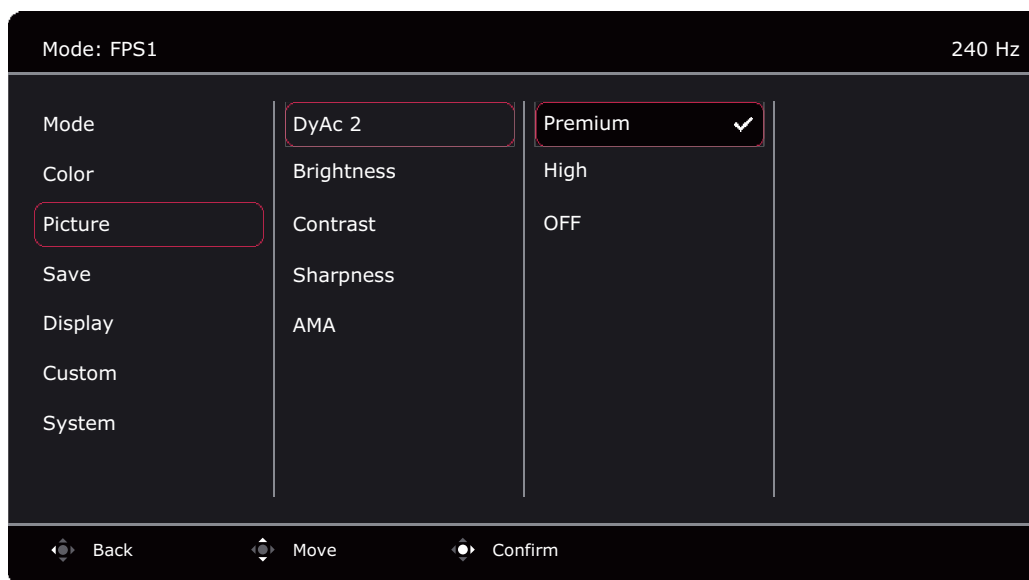 Mode: FPS1
240 Hz
Mode
Color
Picture
Save
Display
Custom
System
DyAc 2
Brightness
Contrast
Sharpness
AMA
Premium
High
OFF
Back
Move
Confirm